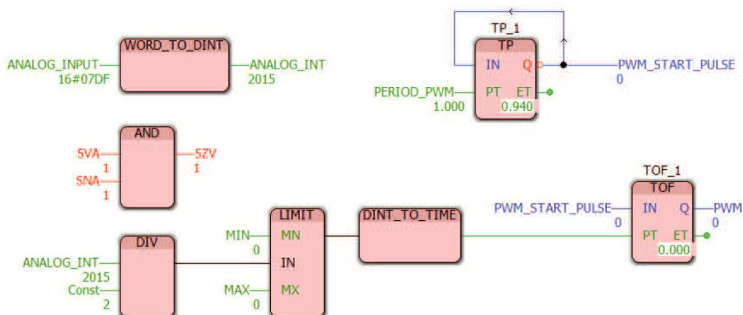 WORD_TO_DINT
ANALOG_INPUT
16#07DF
ANALOG_INT
2015
TP_1
TP
IN Q
PWM_START_PULSE
0
PERIOD_PWM
1.000
PT ET
0.940
AND
SVA
1
SZV
1
SNA
1
TOF_1
TOF
PWM_START_PULSE
0
IN Q
PWM
0
PT ET
0.000
LIMIT
MIN
0
MN
IN
MAX
0
MX
DINT_TO_TIME
DIV
ANALOG_INT
2015
Const
2